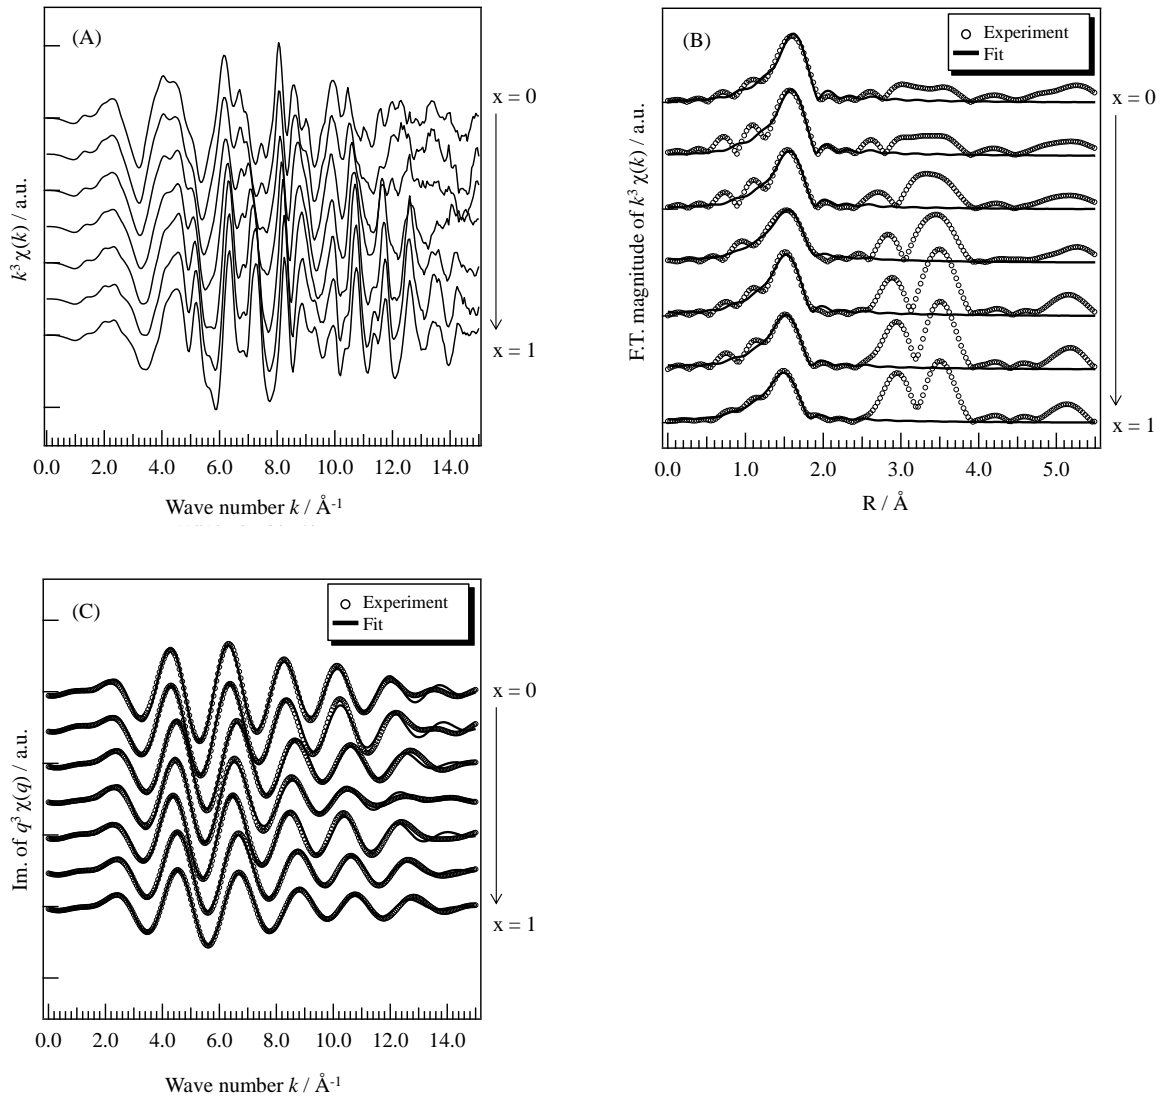 (A)
x = 0
x = 1
k³ χ(k) / a.u.
0.0 2.0 4.0 6.0 8.0 10.0 12.0 14.0
Wave number k / Å⁻¹
(B)
Experiment
Fit
x = 0
x = 1
F.T. magnitude of k³ χ(k) / a.u.
0.0 1.0 2.0 3.0 4.0 5.0
R / Å
(C)
Experiment
Fit
x = 0
x = 1
Im. of q³ χ(q) / a.u.
0.0 2.0 4.0 6.0 8.0 10.0 12.0 14.0
Wave number k / Å⁻¹